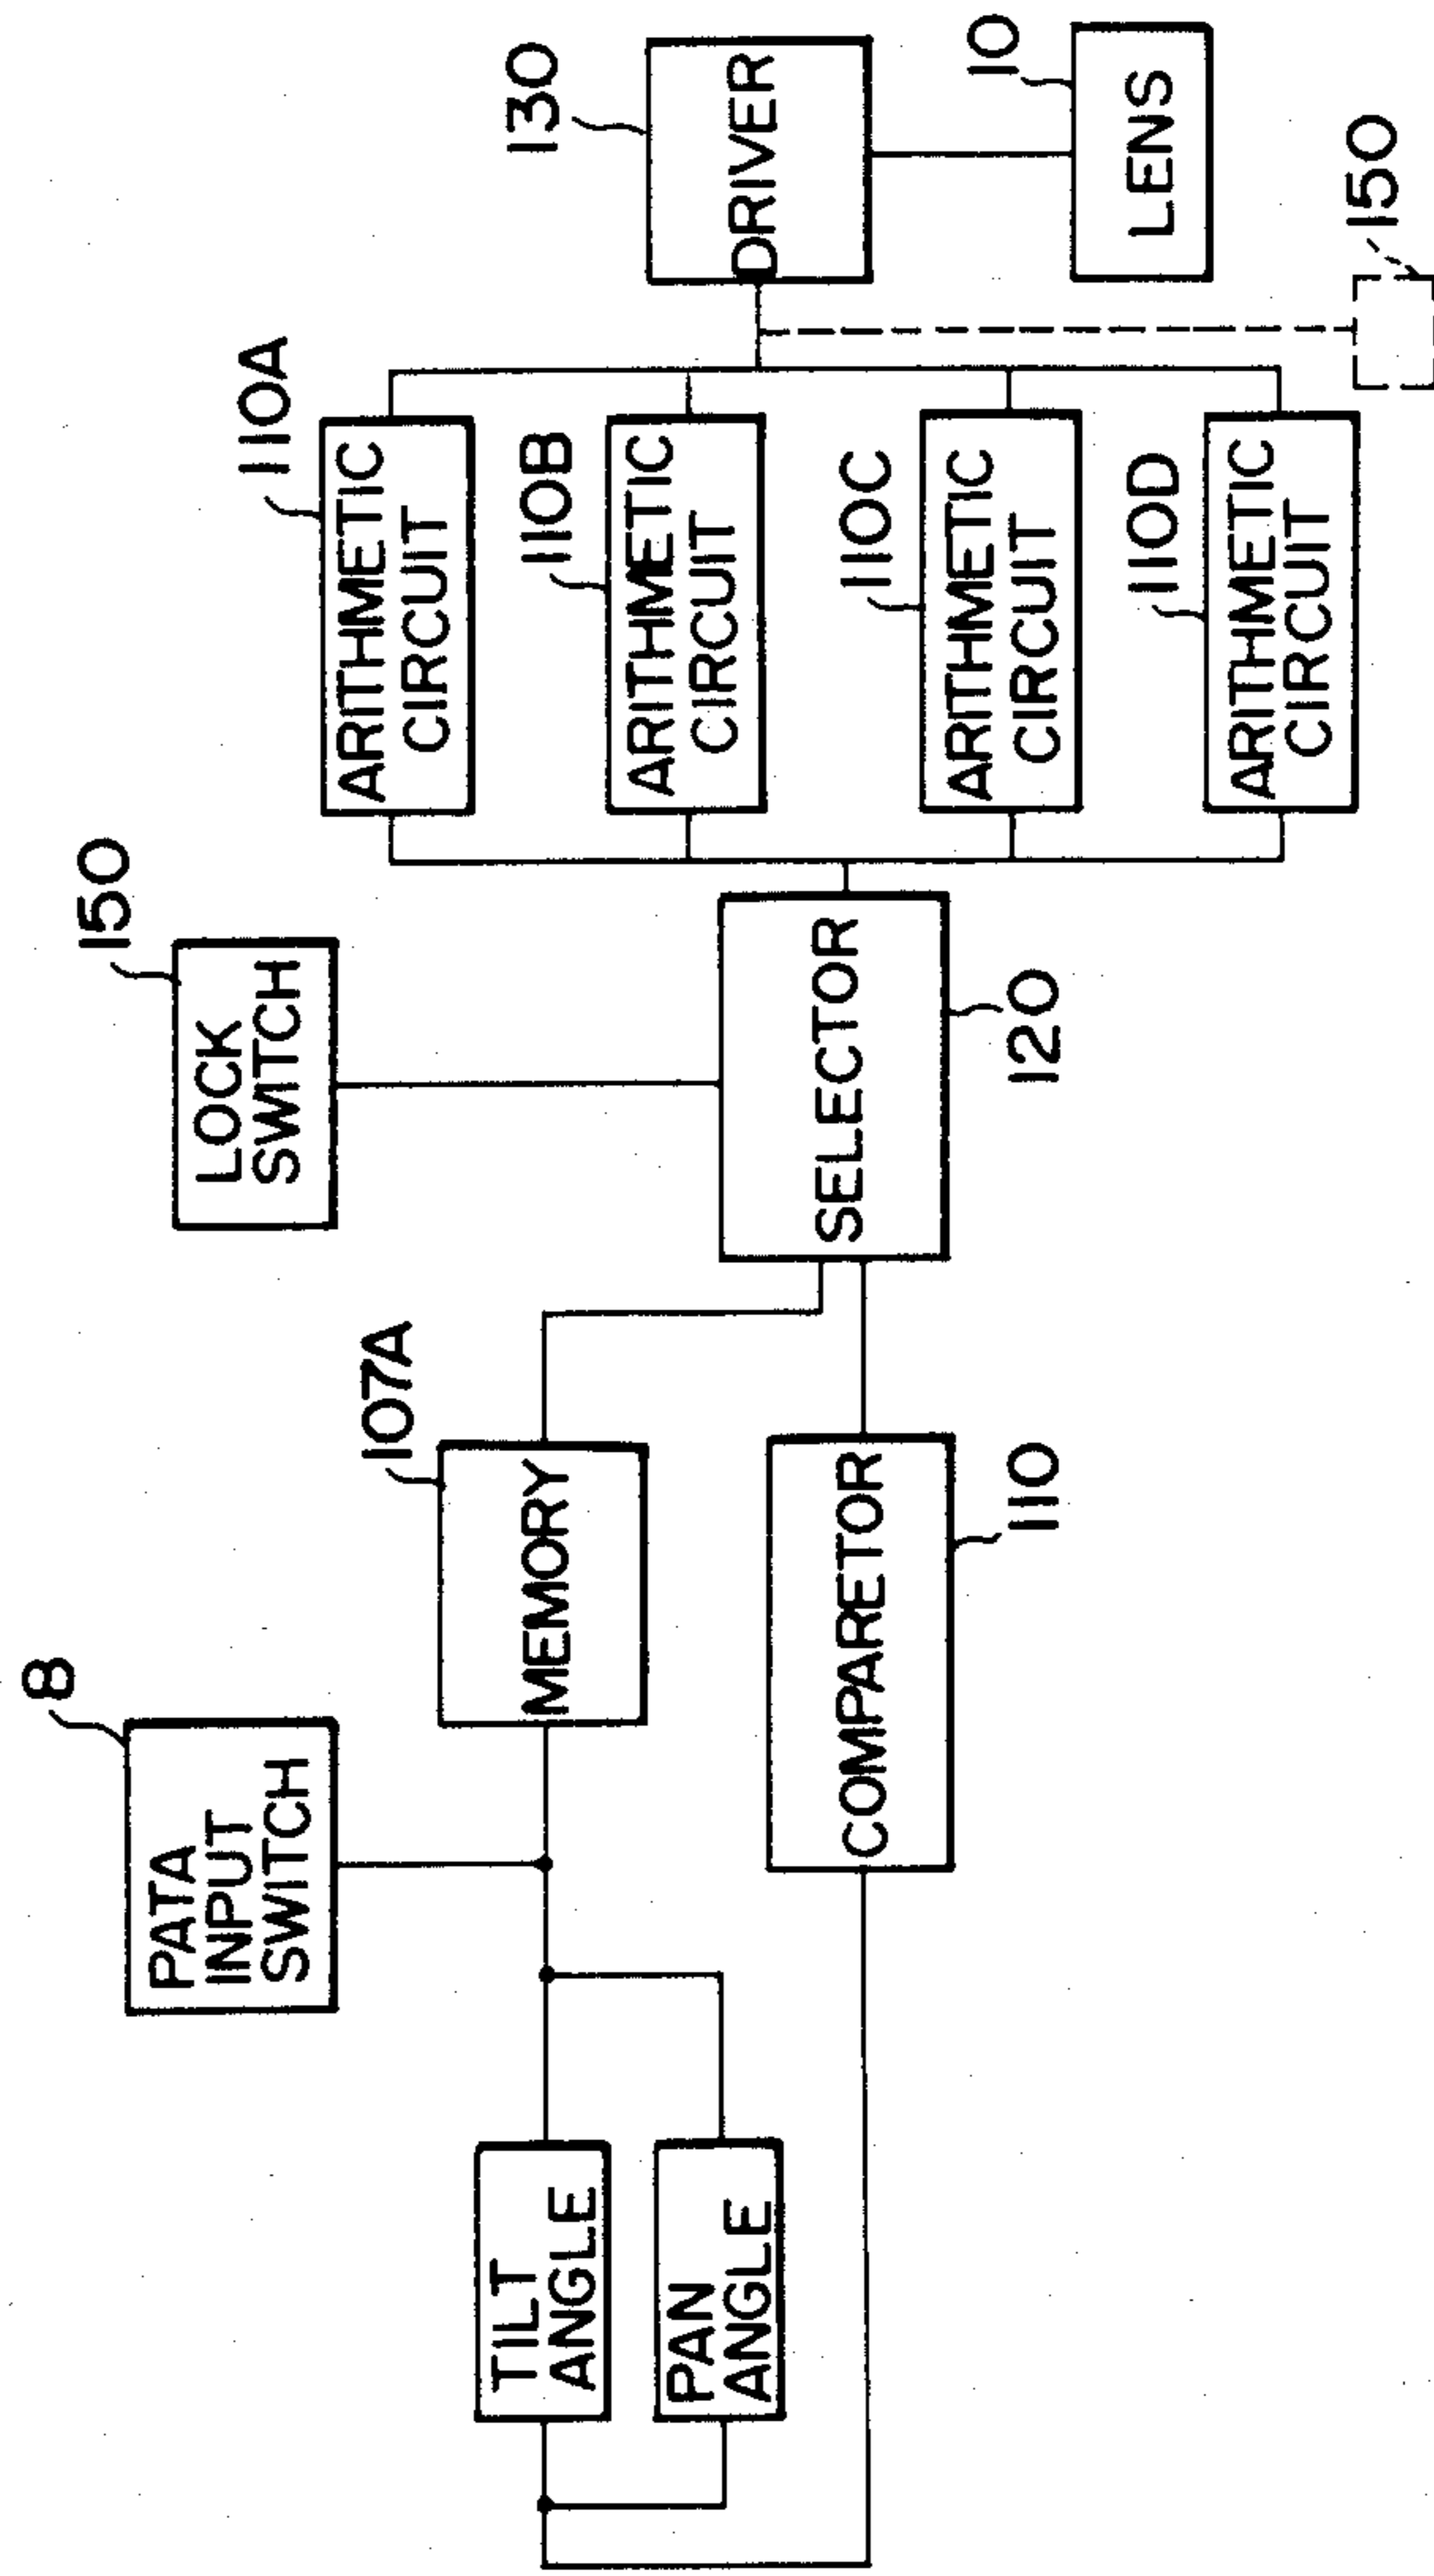 8
PATA
INPUT
SWITCH
TILT
ANGLE
PAN
ANGLE
107A
MEMORY
COMPARETOR
110
150
LOCK
SWITCH
SELECTOR
120
110A
ARITHMETIC
CIRCUIT
110B
ARITHMETIC
CIRCUIT
110C
ARITHMETIC
CIRCUIT
110D
ARITHMETIC
CIRCUIT
130
DRIVER
10
LENS
150